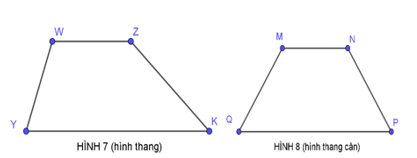 W Z M N
Y K Q P
HÌNH 7 (hình thang) HÌNH 8 (hình thang cân)